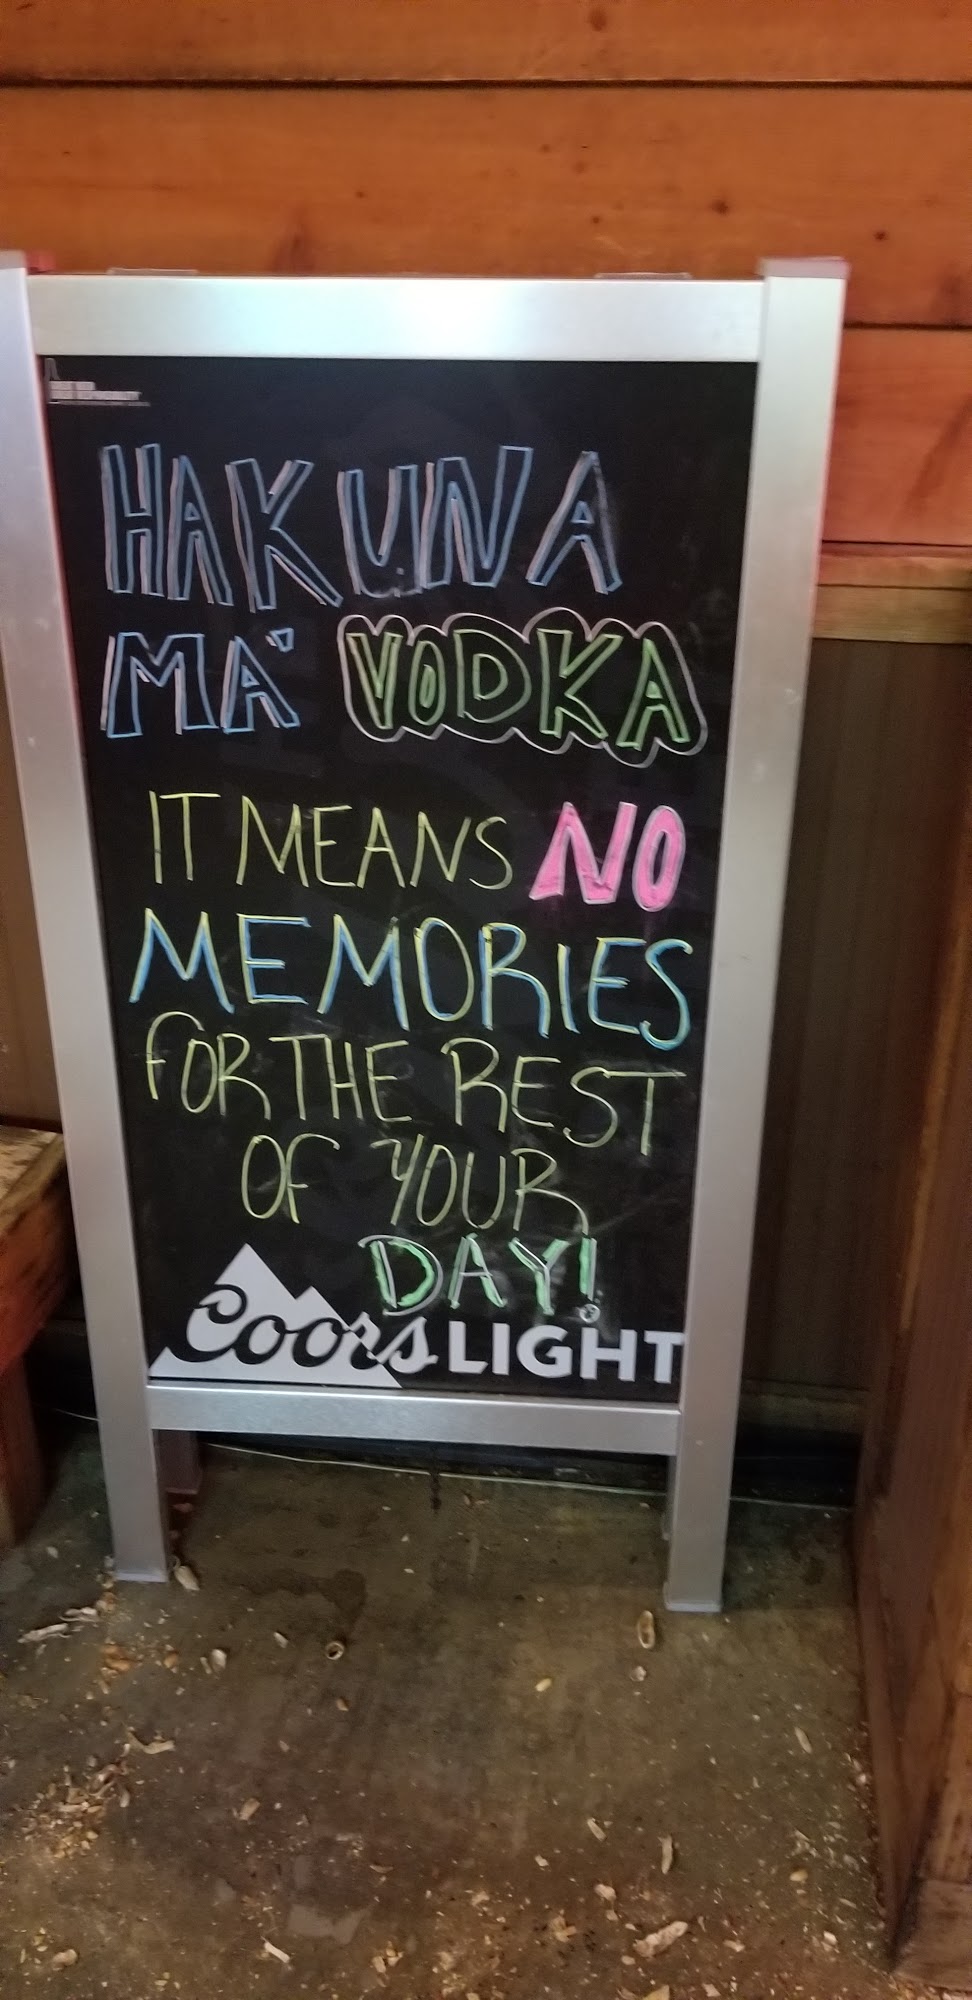 HAKUNA
MA' VODKA
IT MEANS NO
MEMORIES
FOR THE REST
OF YOUR
DAY!
Coors LIGHT